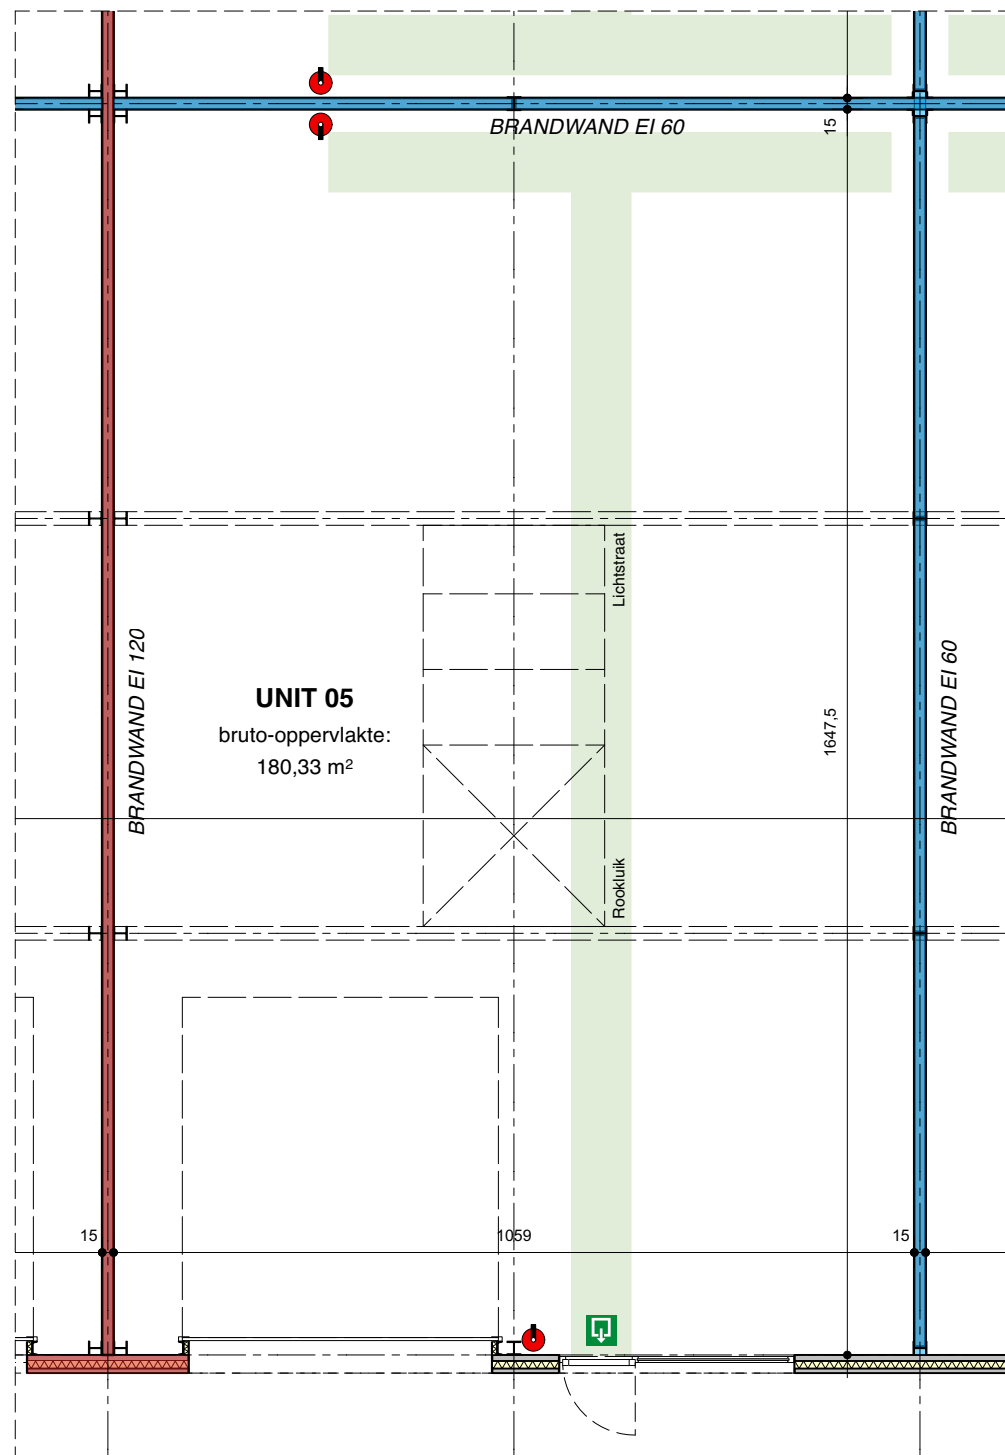 BRANDWAND EI 60
15
Lichtstraat
BRANDWAND EI 120
UNIT 05
bruto-oppervlakte:
180,33 m²
1647,5
BRANDWAND EI 60
Rookluik
15
1059
15